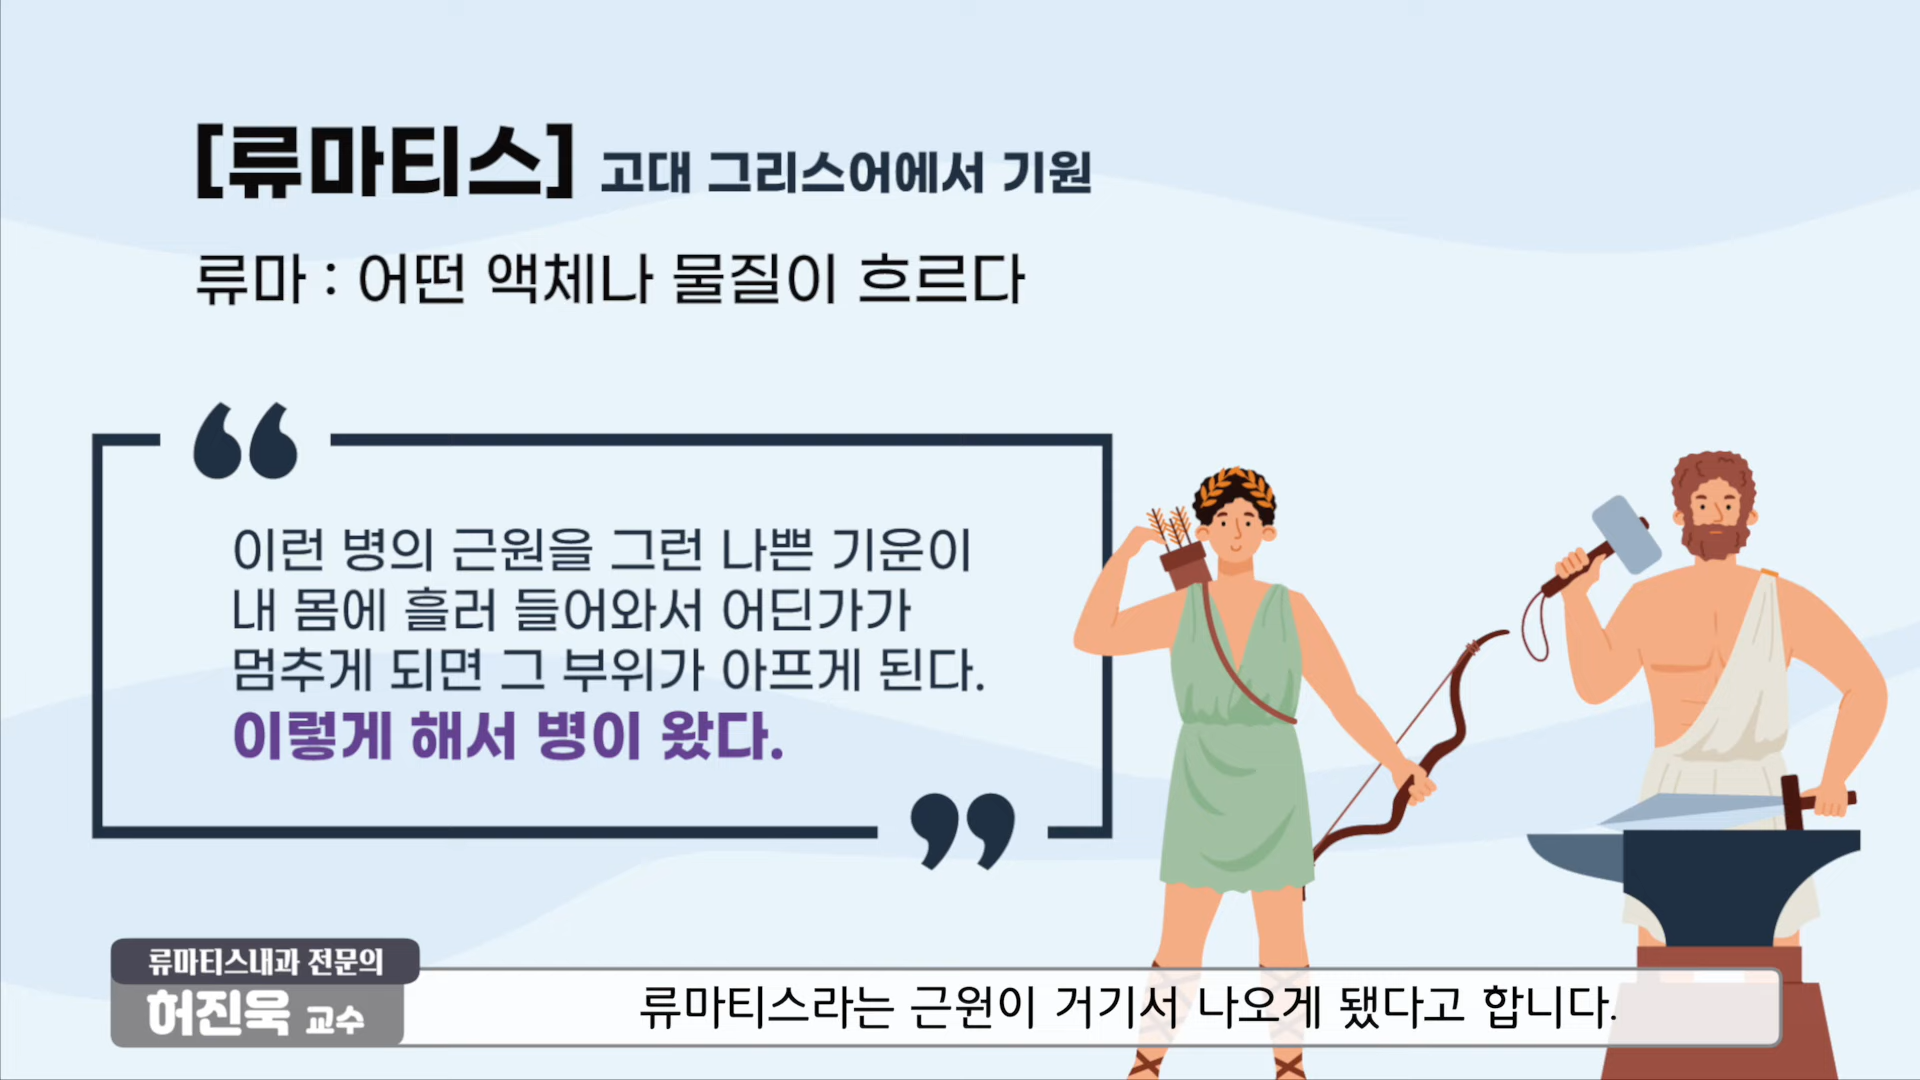 [류마티스] 고대 그리스어에서 기원
류마 : 어떤 액체나 물질이 흐르다
“
이런 병의 근원을 그런 나쁜 기운이
내 몸에 흘러 들어와서 어딘가가
멈추게 되면 그 부위가 아프게 된다.
이렇게 해서 병이 왔다.
”
류마티스내과 전문의
허진욱 교수
류마티스라는 근원이 거기서 나오게 됐다고 합니다.